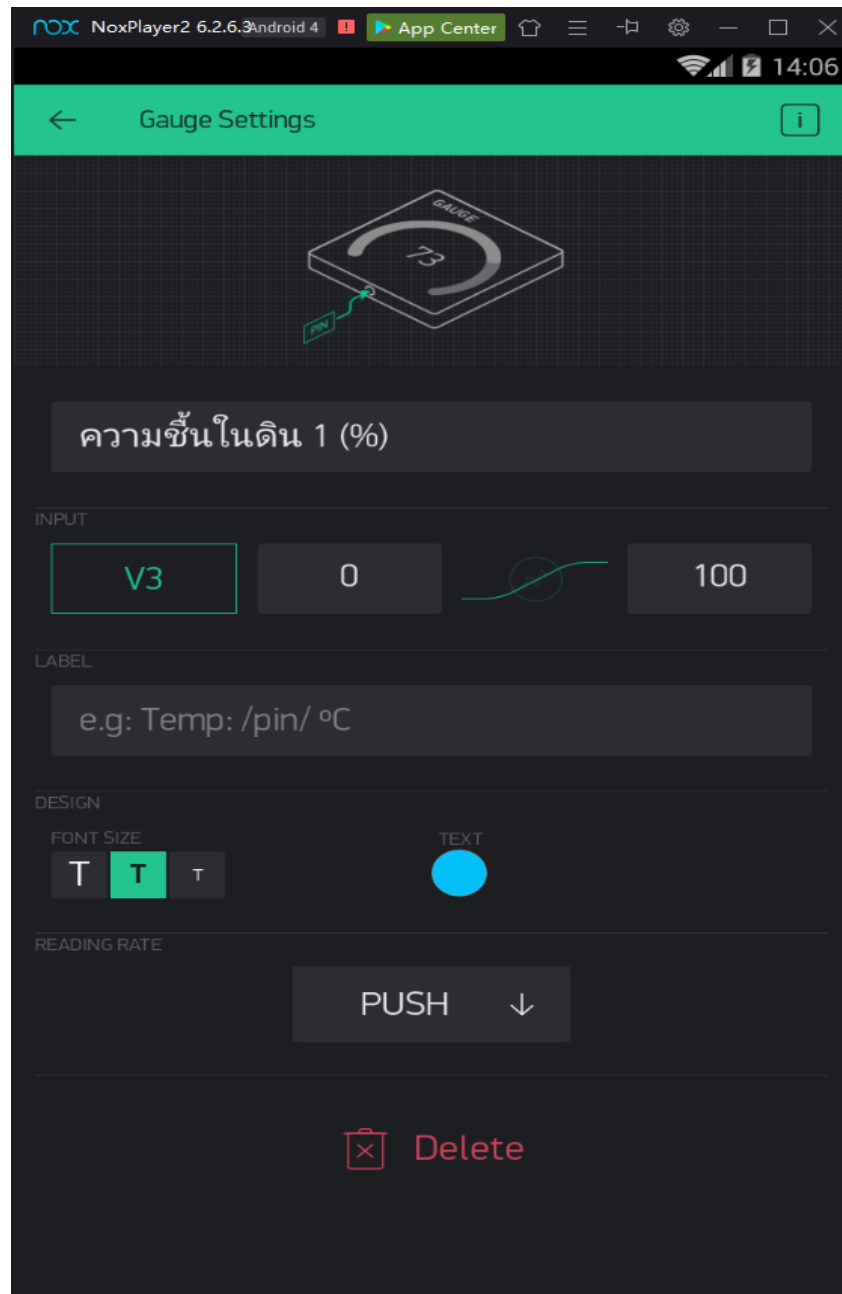 nox NoxPlayer2 6.2.6.3 Android 4 App Center
14:06
Gauge Settings i
GAUGE
73
PIN
ความชื้นในดิน 1 (%)
INPUT
V3 0 100
LABEL
e.g: Temp: /pin/ ºC
DESIGN
FONT SIZE TEXT
T T T
READING RATE
PUSH
Delete